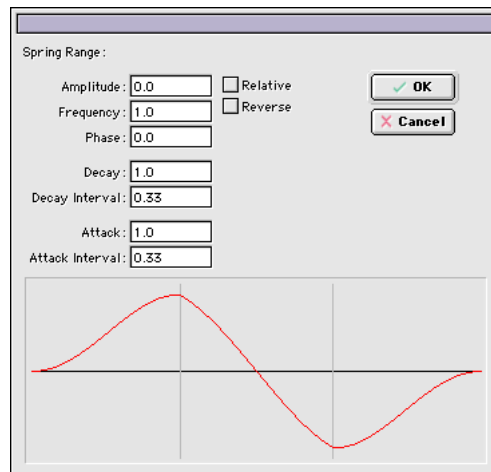 Spring Range:
Amplitude: 0.0
Relative
OK
Frequency: 1.0
Reverse
Phase: 0.0
Cancel
Decay: 1.0
Decay Interval: 0.33
Attack: 1.0
Attack Interval: 0.33